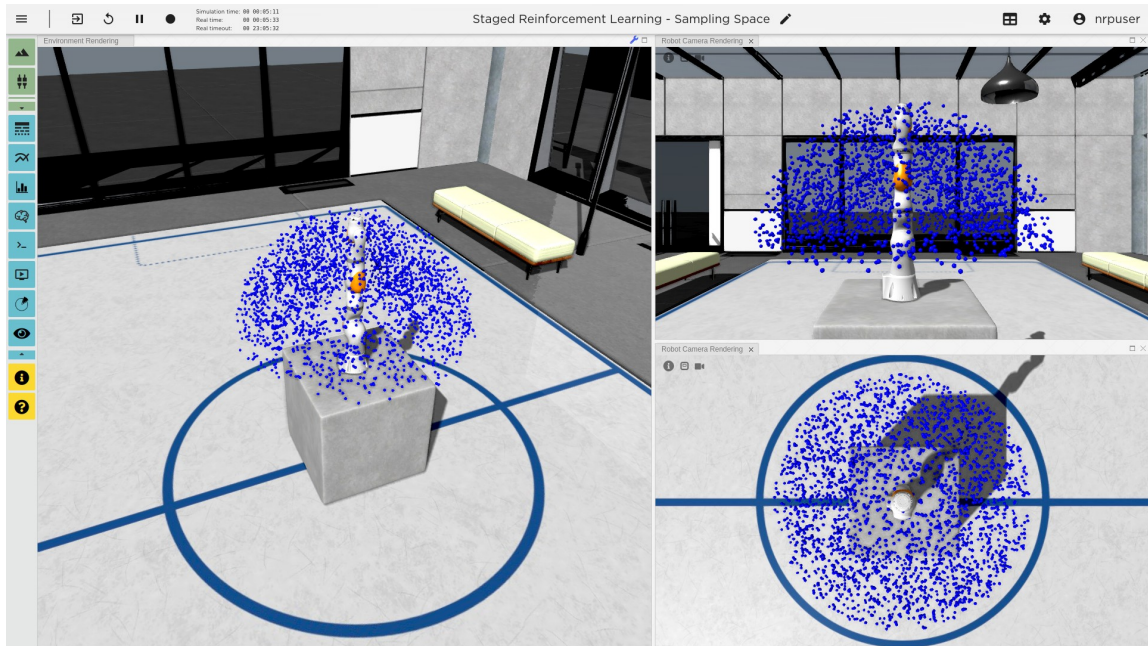 Simulation time: 00 00:05:11
Real time: 00 00:05:33
Real timeout: 00 23:05:32
Staged Reinforcement Learning - Sampling Space
nrpuser
Environment Rendering
Robot Camera Rendering
Robot Camera Rendering